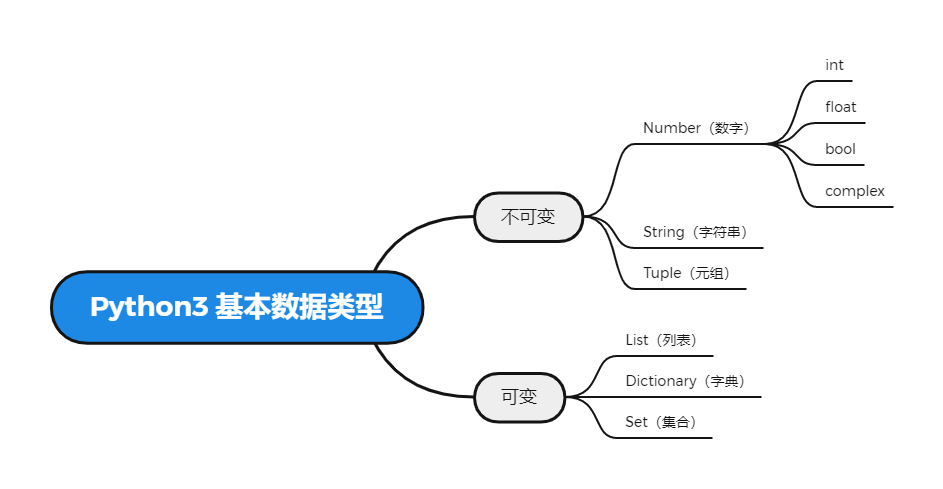 Python3 基本数据类型
不可变
Number（数字）
int
float
bool
complex
String（字符串）
Tuple（元组）
可变
List（列表）
Dictionary（字典）
Set（集合）